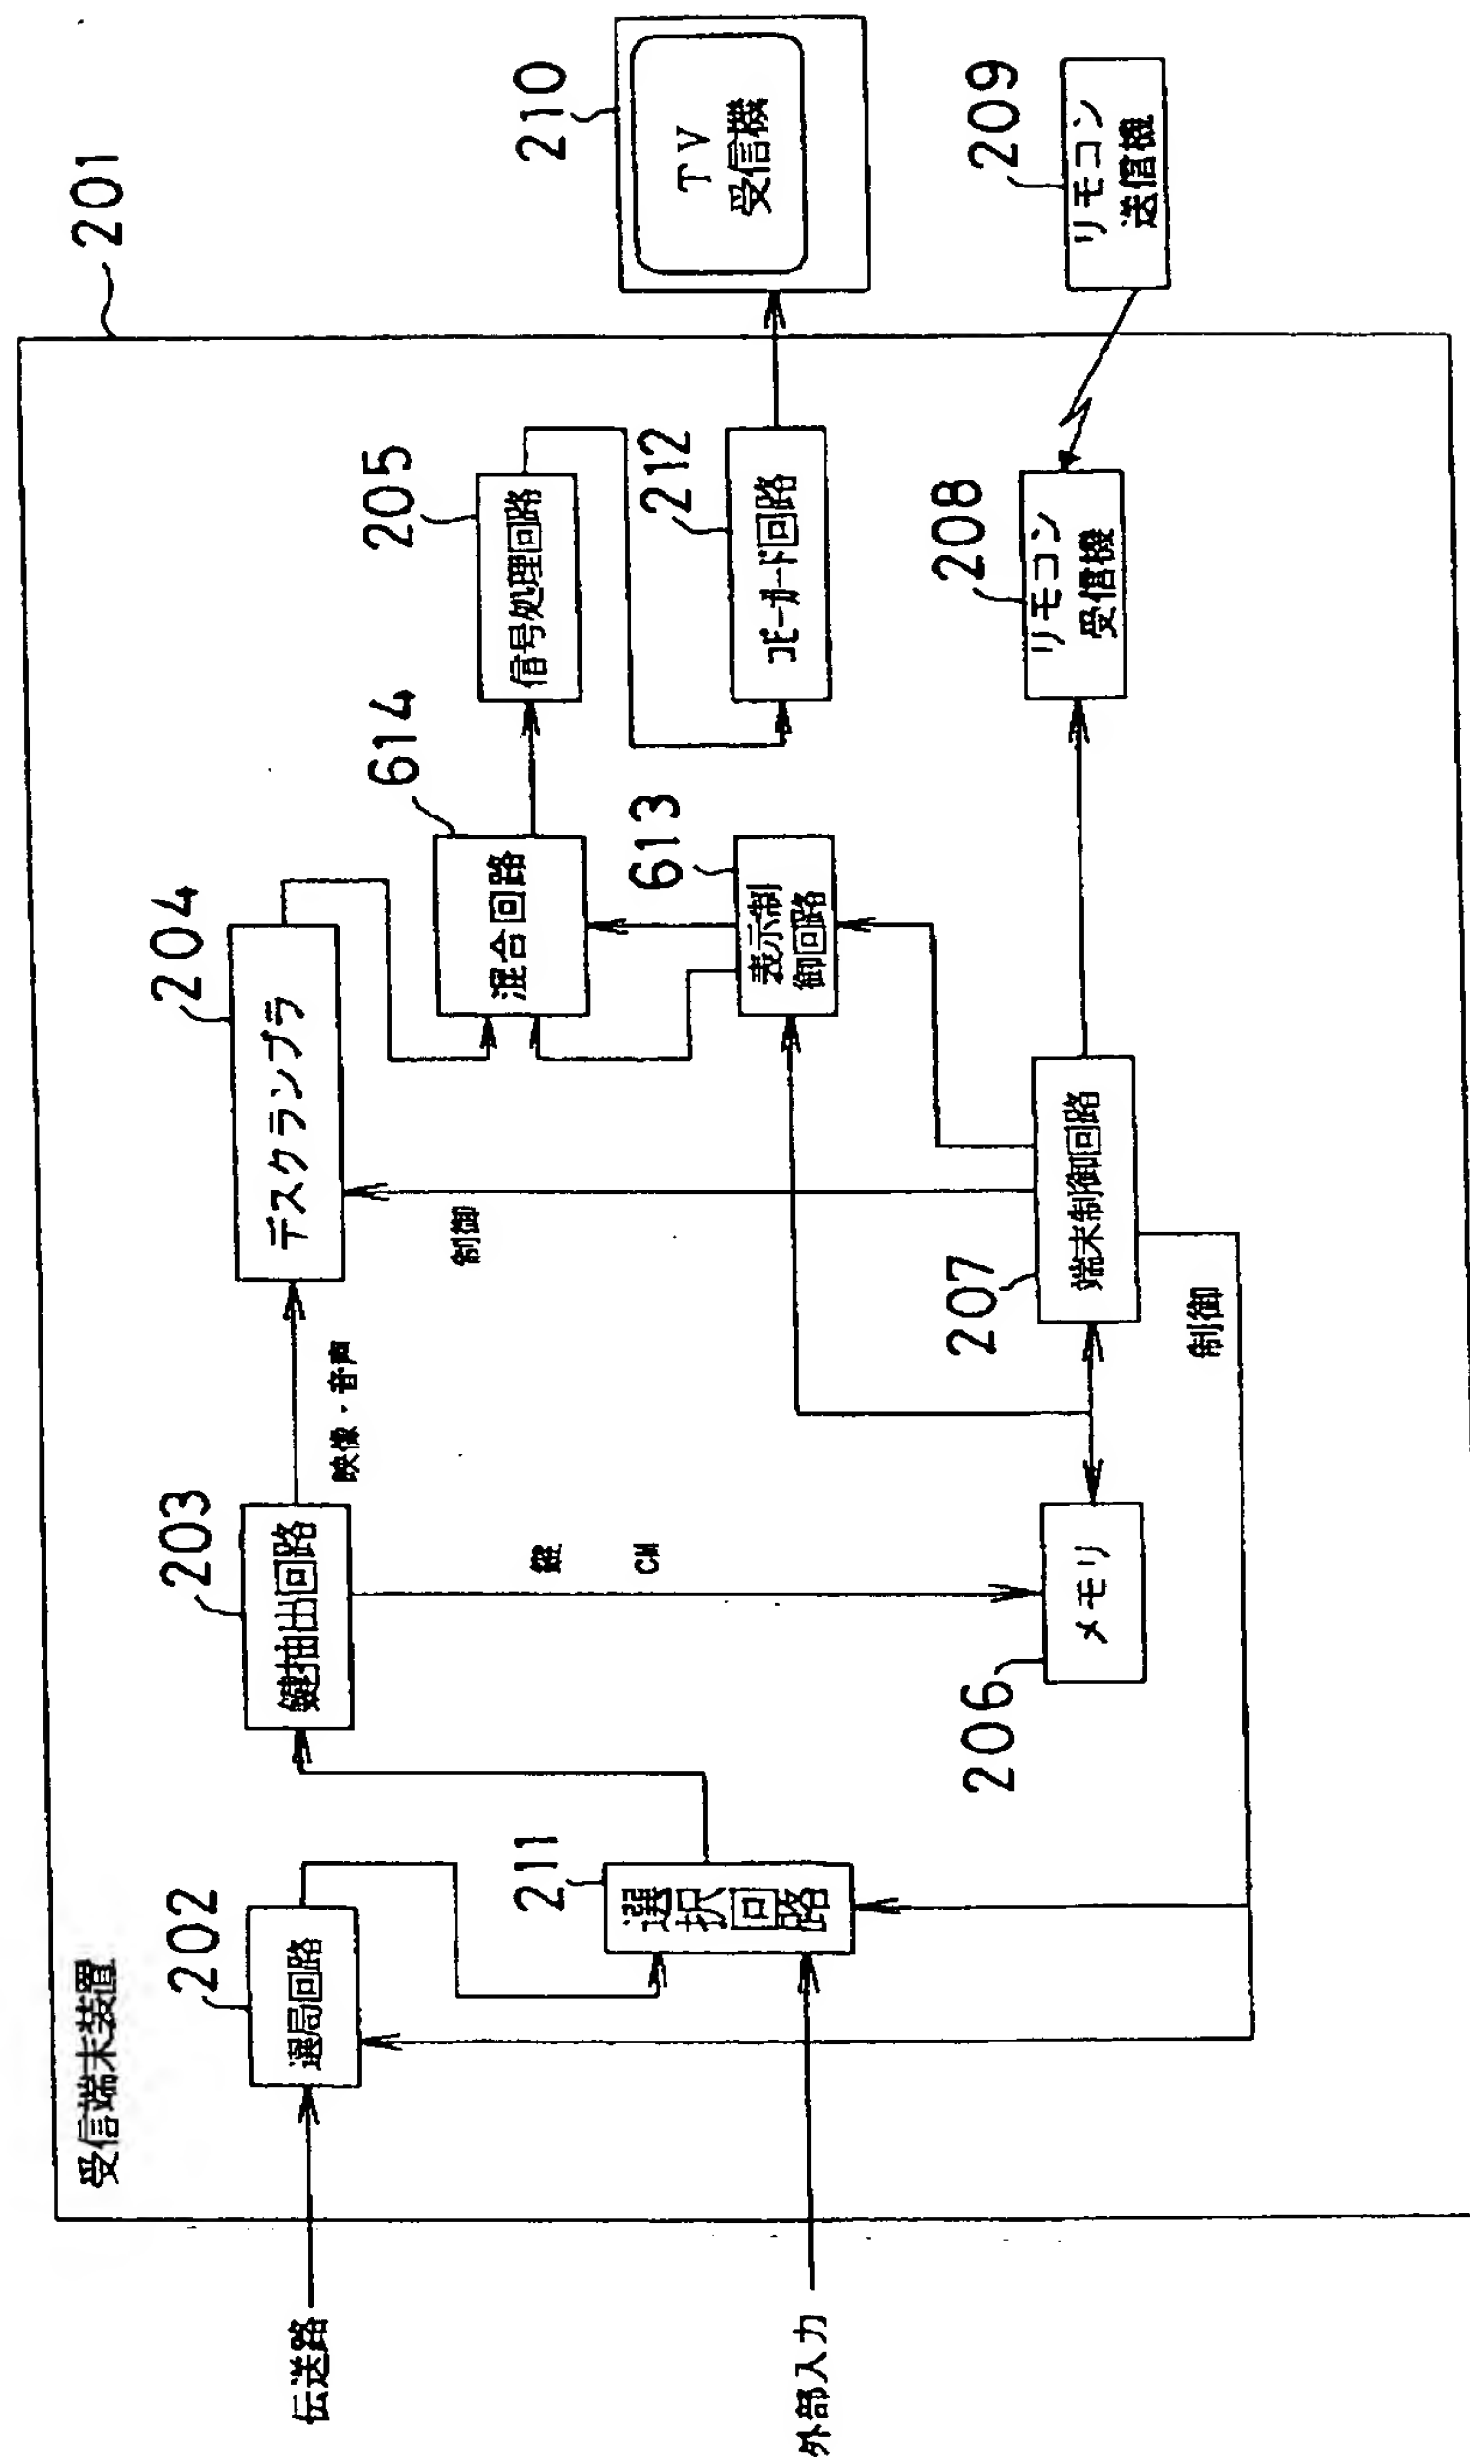 受信端末装置
201
伝送路
202
選局回路
203
鍵抽出回路
映像・音声
204
デスクランブラ
614
混合回路
205
信号処理回路
210
TV
受信機
外部入力
211
選択回路
鍵
CM
制御
613
表示制
御回路
212
コピーガード回路
206
メモリ
207
端末制御回路
制御
208
リモコン
受信機
209
リモコン
送信機